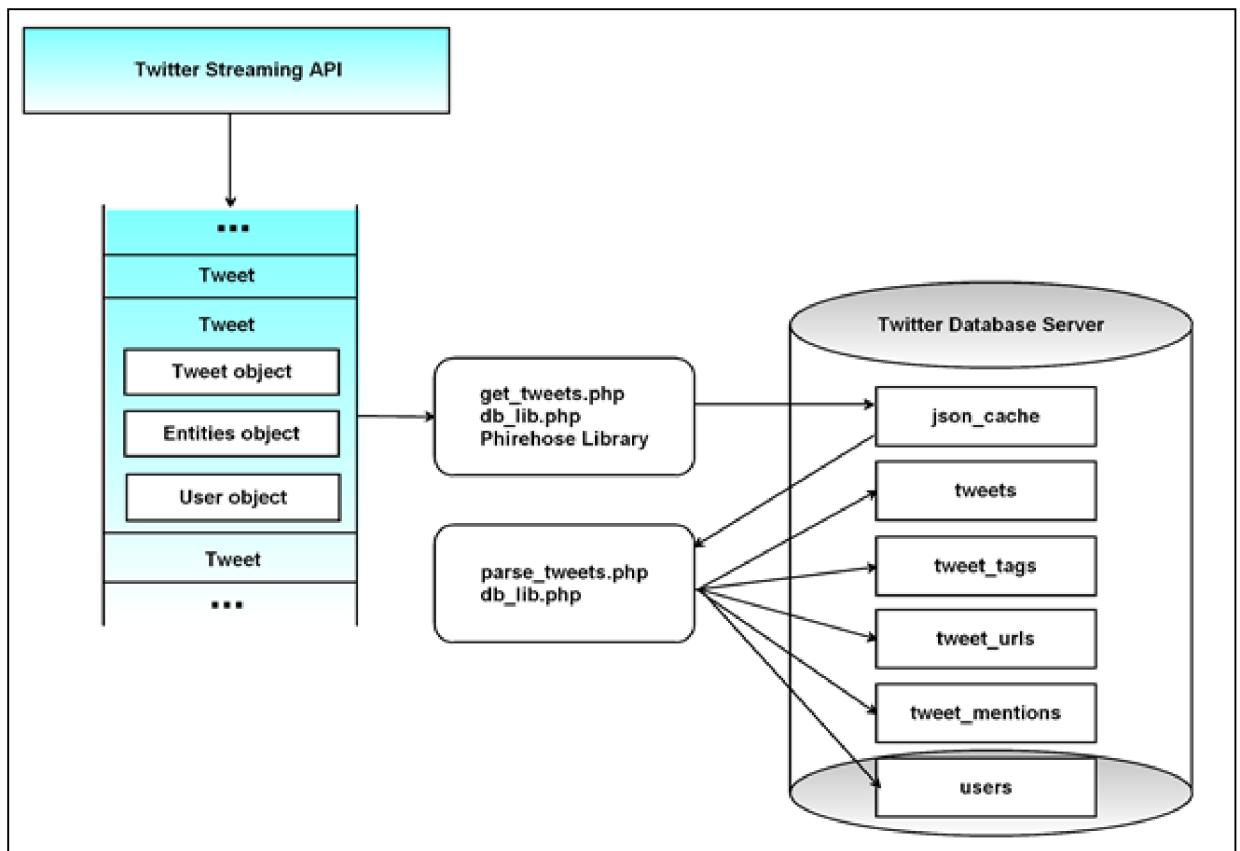 Twitter Streaming API
...
Tweet
Tweet
Tweet object
Entities object
User object
Tweet
...
get_tweets.php
db_lib.php
Phirehose Library
parse_tweets.php
db_lib.php
Twitter Database Server
json_cache
tweets
tweet_tags
tweet_urls
tweet_mentions
users